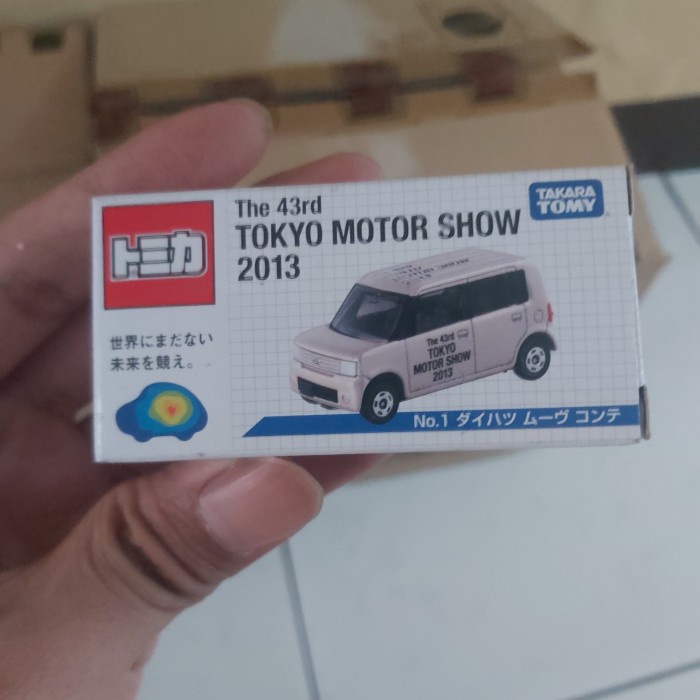 トミカ
The 43rd
TOKYO MOTOR SHOW
2013
TAKARA
TOMY
世界にまだない
未来を競え。
The 43rd
TOKYO
MOTOR SHOW
2013
No.1 ダイハツ ムーヴ コンテ